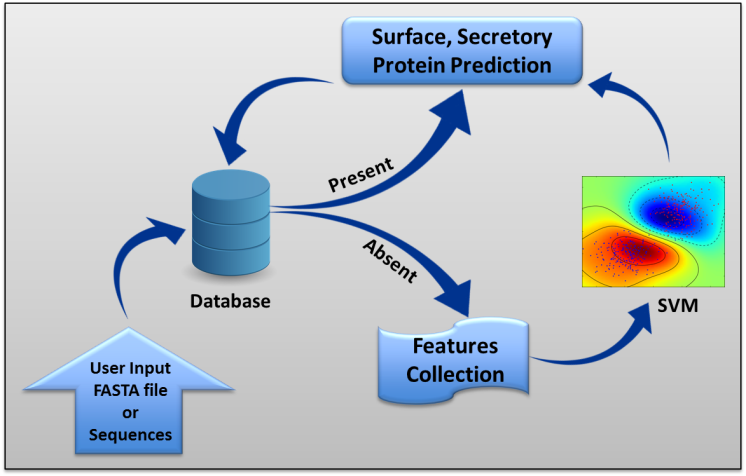 Surface, Secretory
Protein Prediction
Present
Absent
Database
SVM
Features
Collection
User Input
FASTA file
or
Sequences